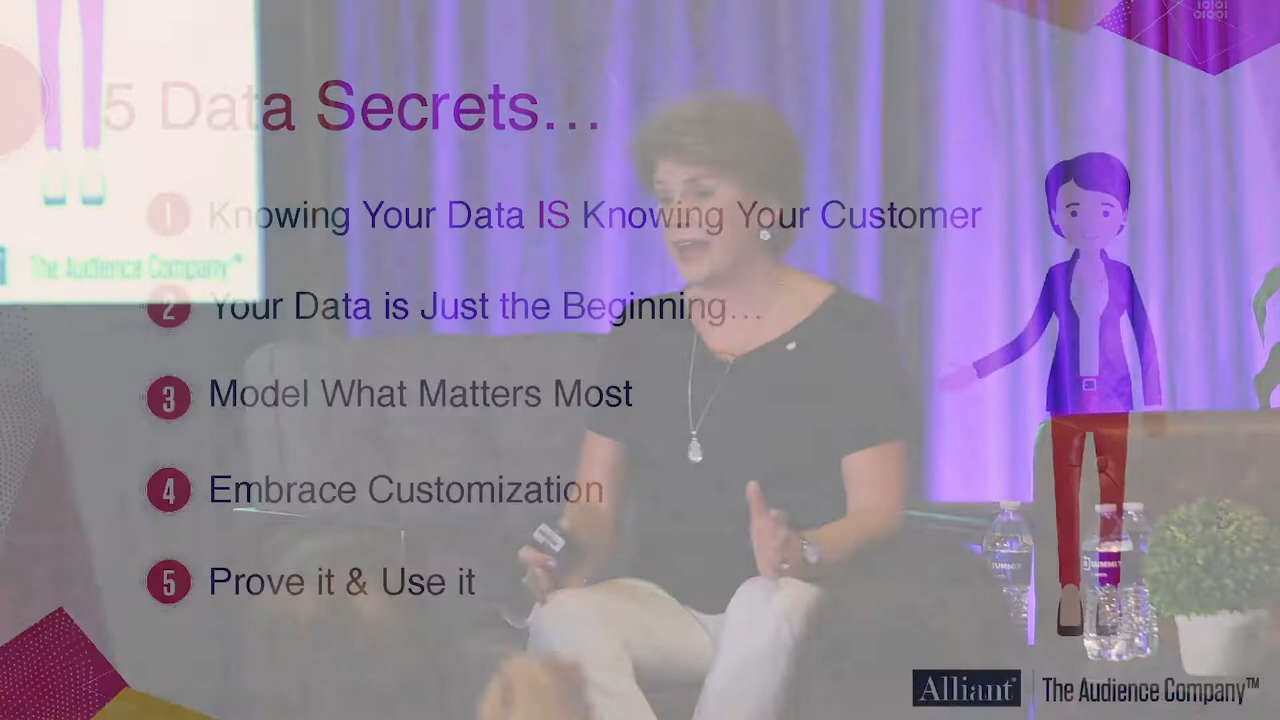 5 Data Secrets...
1 Knowing Your Data IS Knowing Your Customer
The Audience Company™
2 Your Data is Just the Beginning...
3 Model What Matters Most
4 Embrace Customization
5 Prove it & Use it
SUMMIT
SUMMIT
Alliant® | The Audience Company™